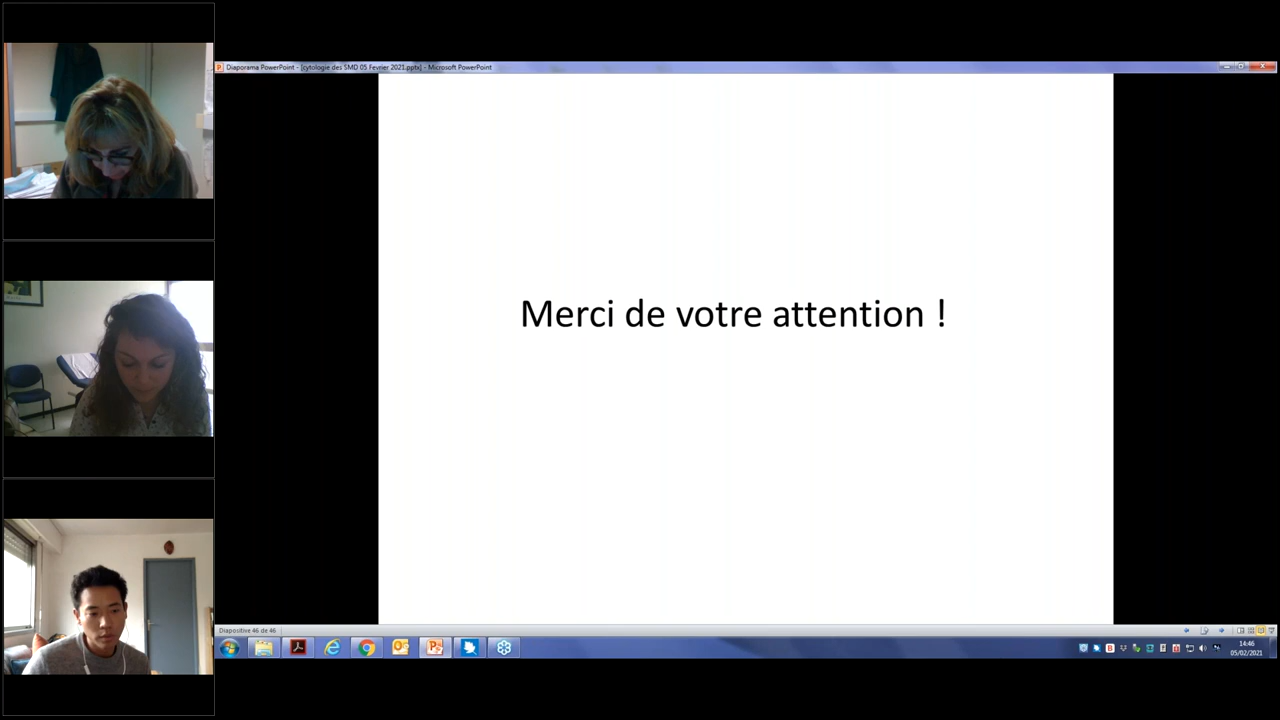 Diaporama PowerPoint - [cytologie des SMD 05 Fevrier 2021.pptx] - Microsoft PowerPoint
Merci de votre attention !
Diapositive 46 de 46
14:46
05/02/2021